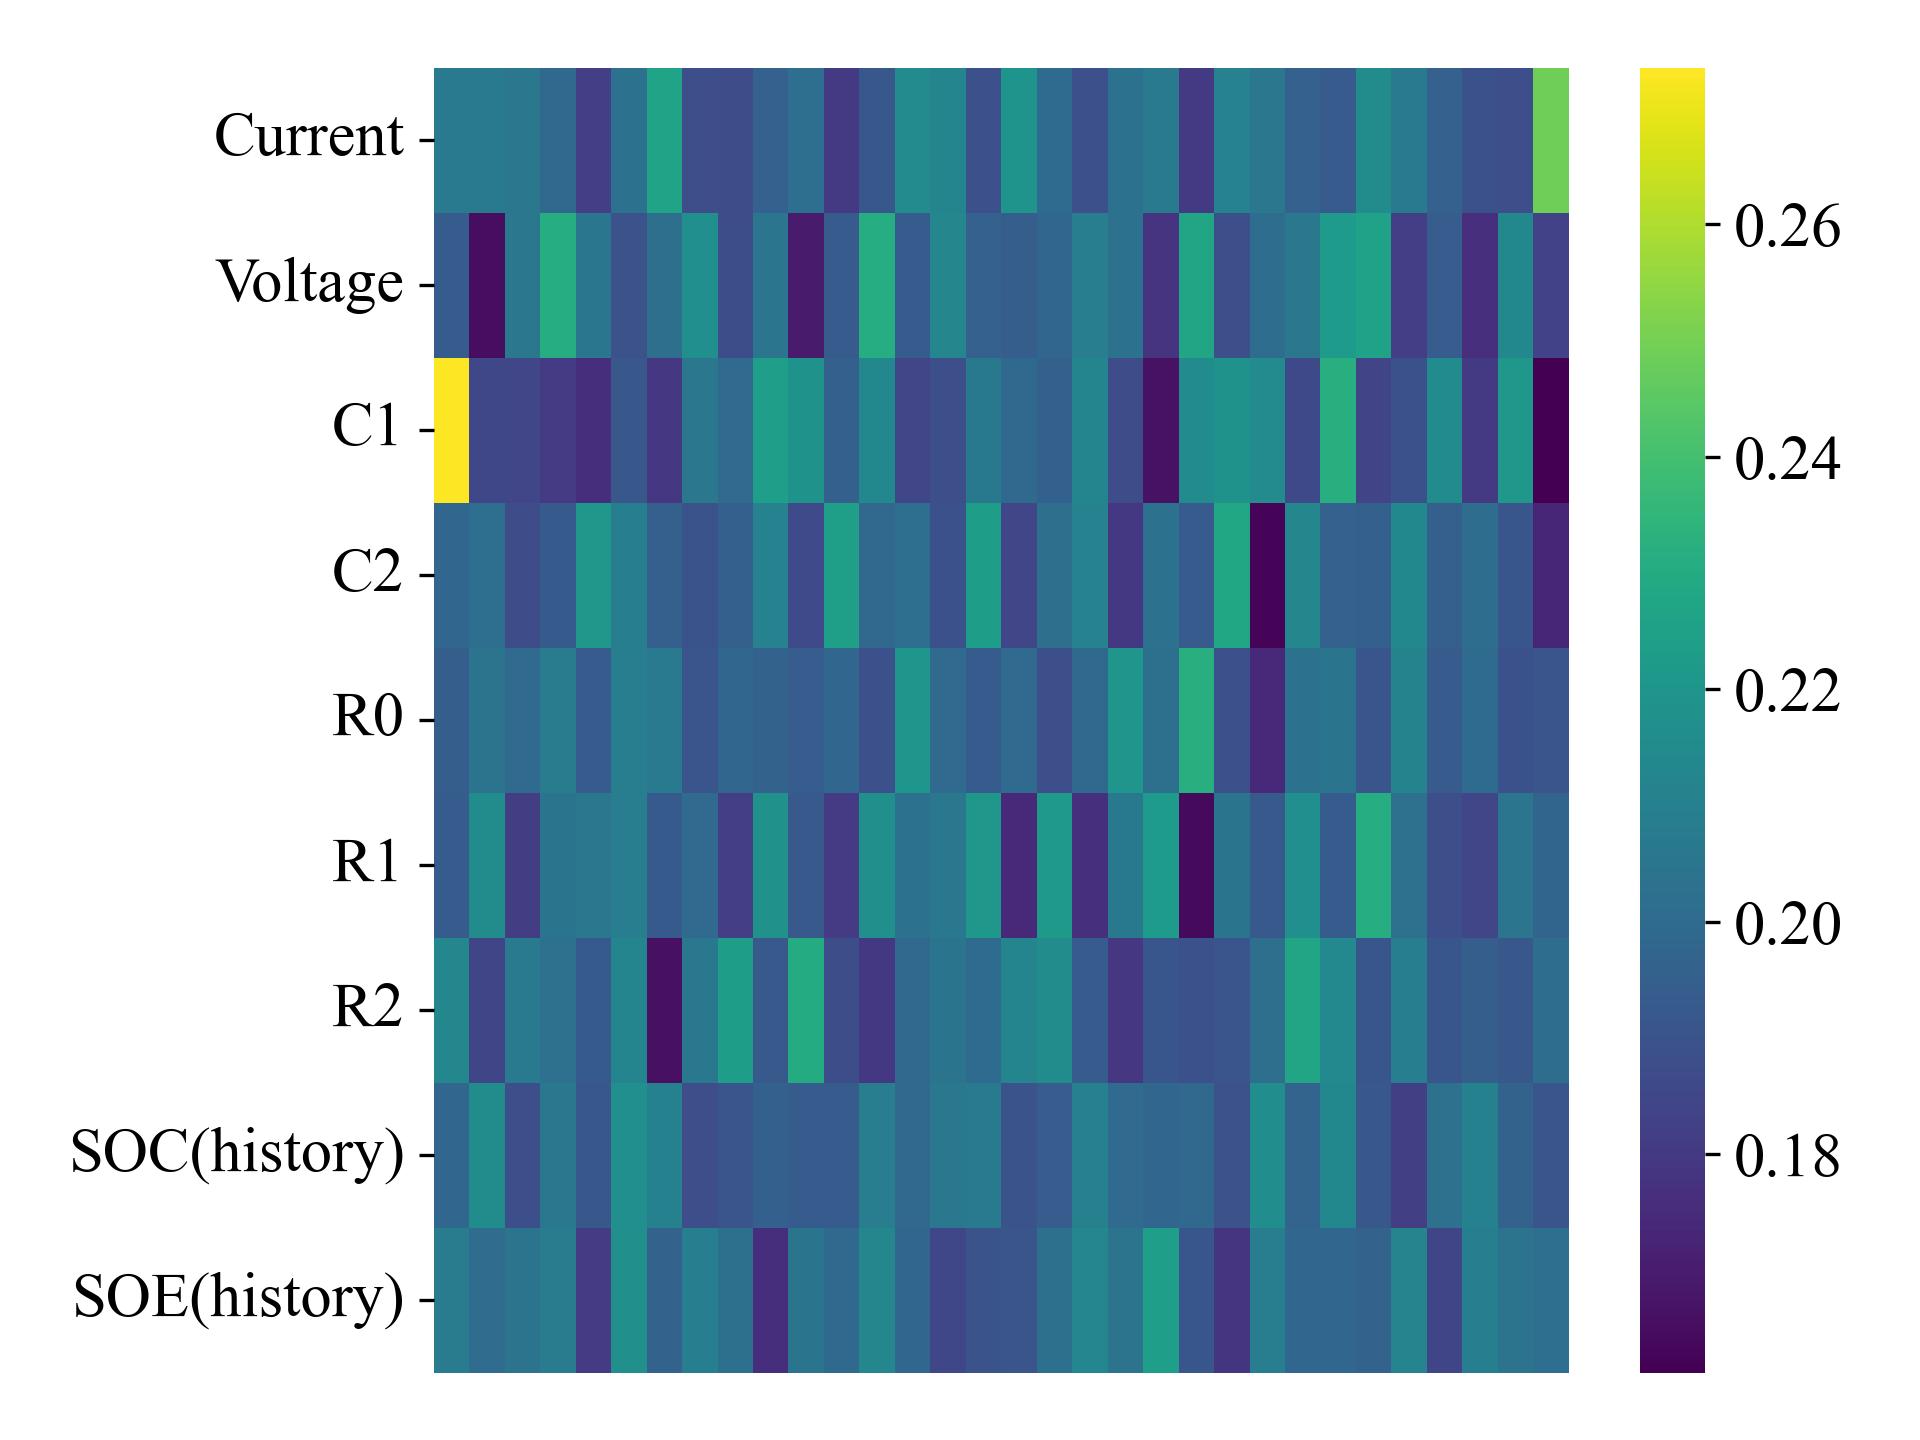 Current
Voltage
C1
C2
R0
R1
R2
SOC(history)
SOE(history)
0.26
0.24
0.22
0.20
0.18